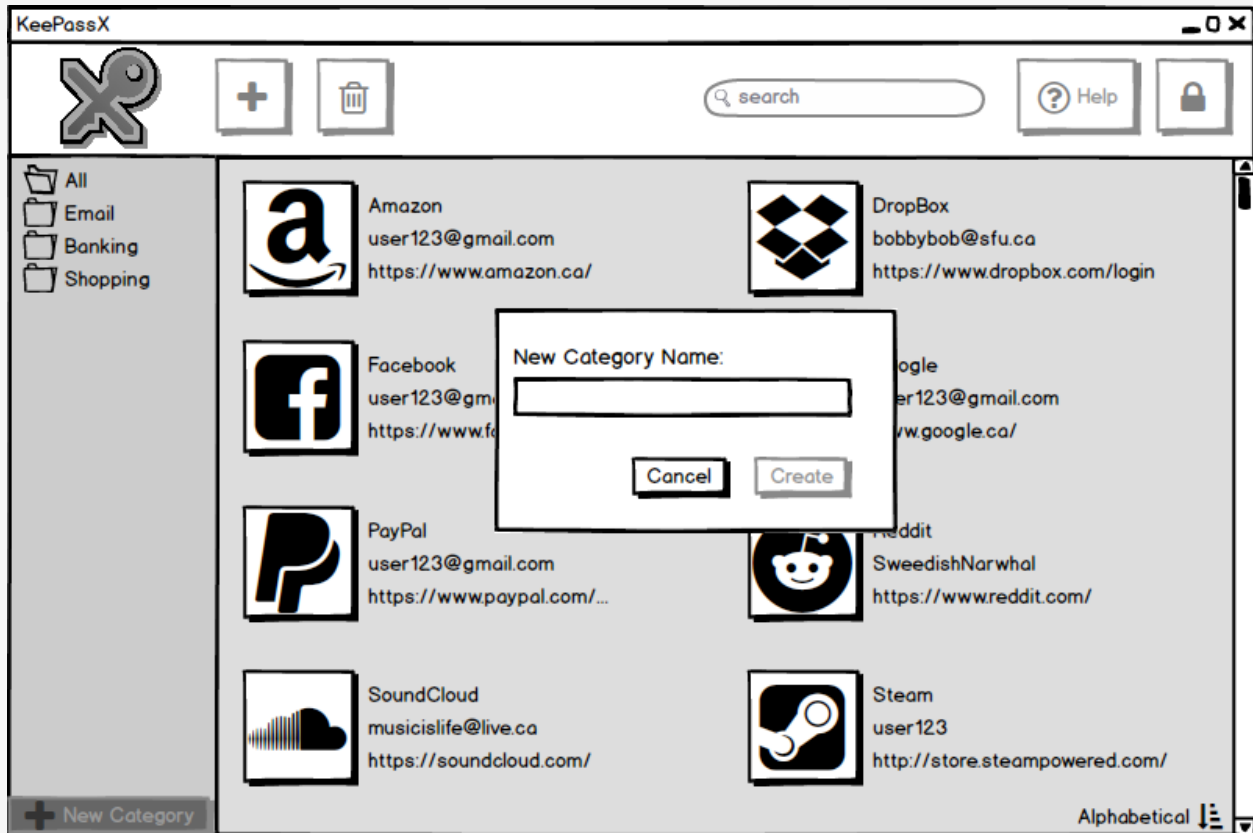 KeePassX
search
Help
All
Email
Banking
Shopping
New Category
Amazon
user123@gmail.com
https://www.amazon.ca/
DropBox
bobbybob@sfu.ca
https://www.dropbox.com/login
Facebook
user123@gm
https://www.f
ogle
er123@gmail.com
w.google.ca/
New Category Name:
Cancel
Create
PayPal
user123@gmail.com
https://www.paypal.com/...
Reddit
SweedishNarwhal
https://www.reddit.com/
SoundCloud
musicislife@live.ca
https://soundcloud.com/
Steam
user123
http://store.steampowered.com/
Alphabetical